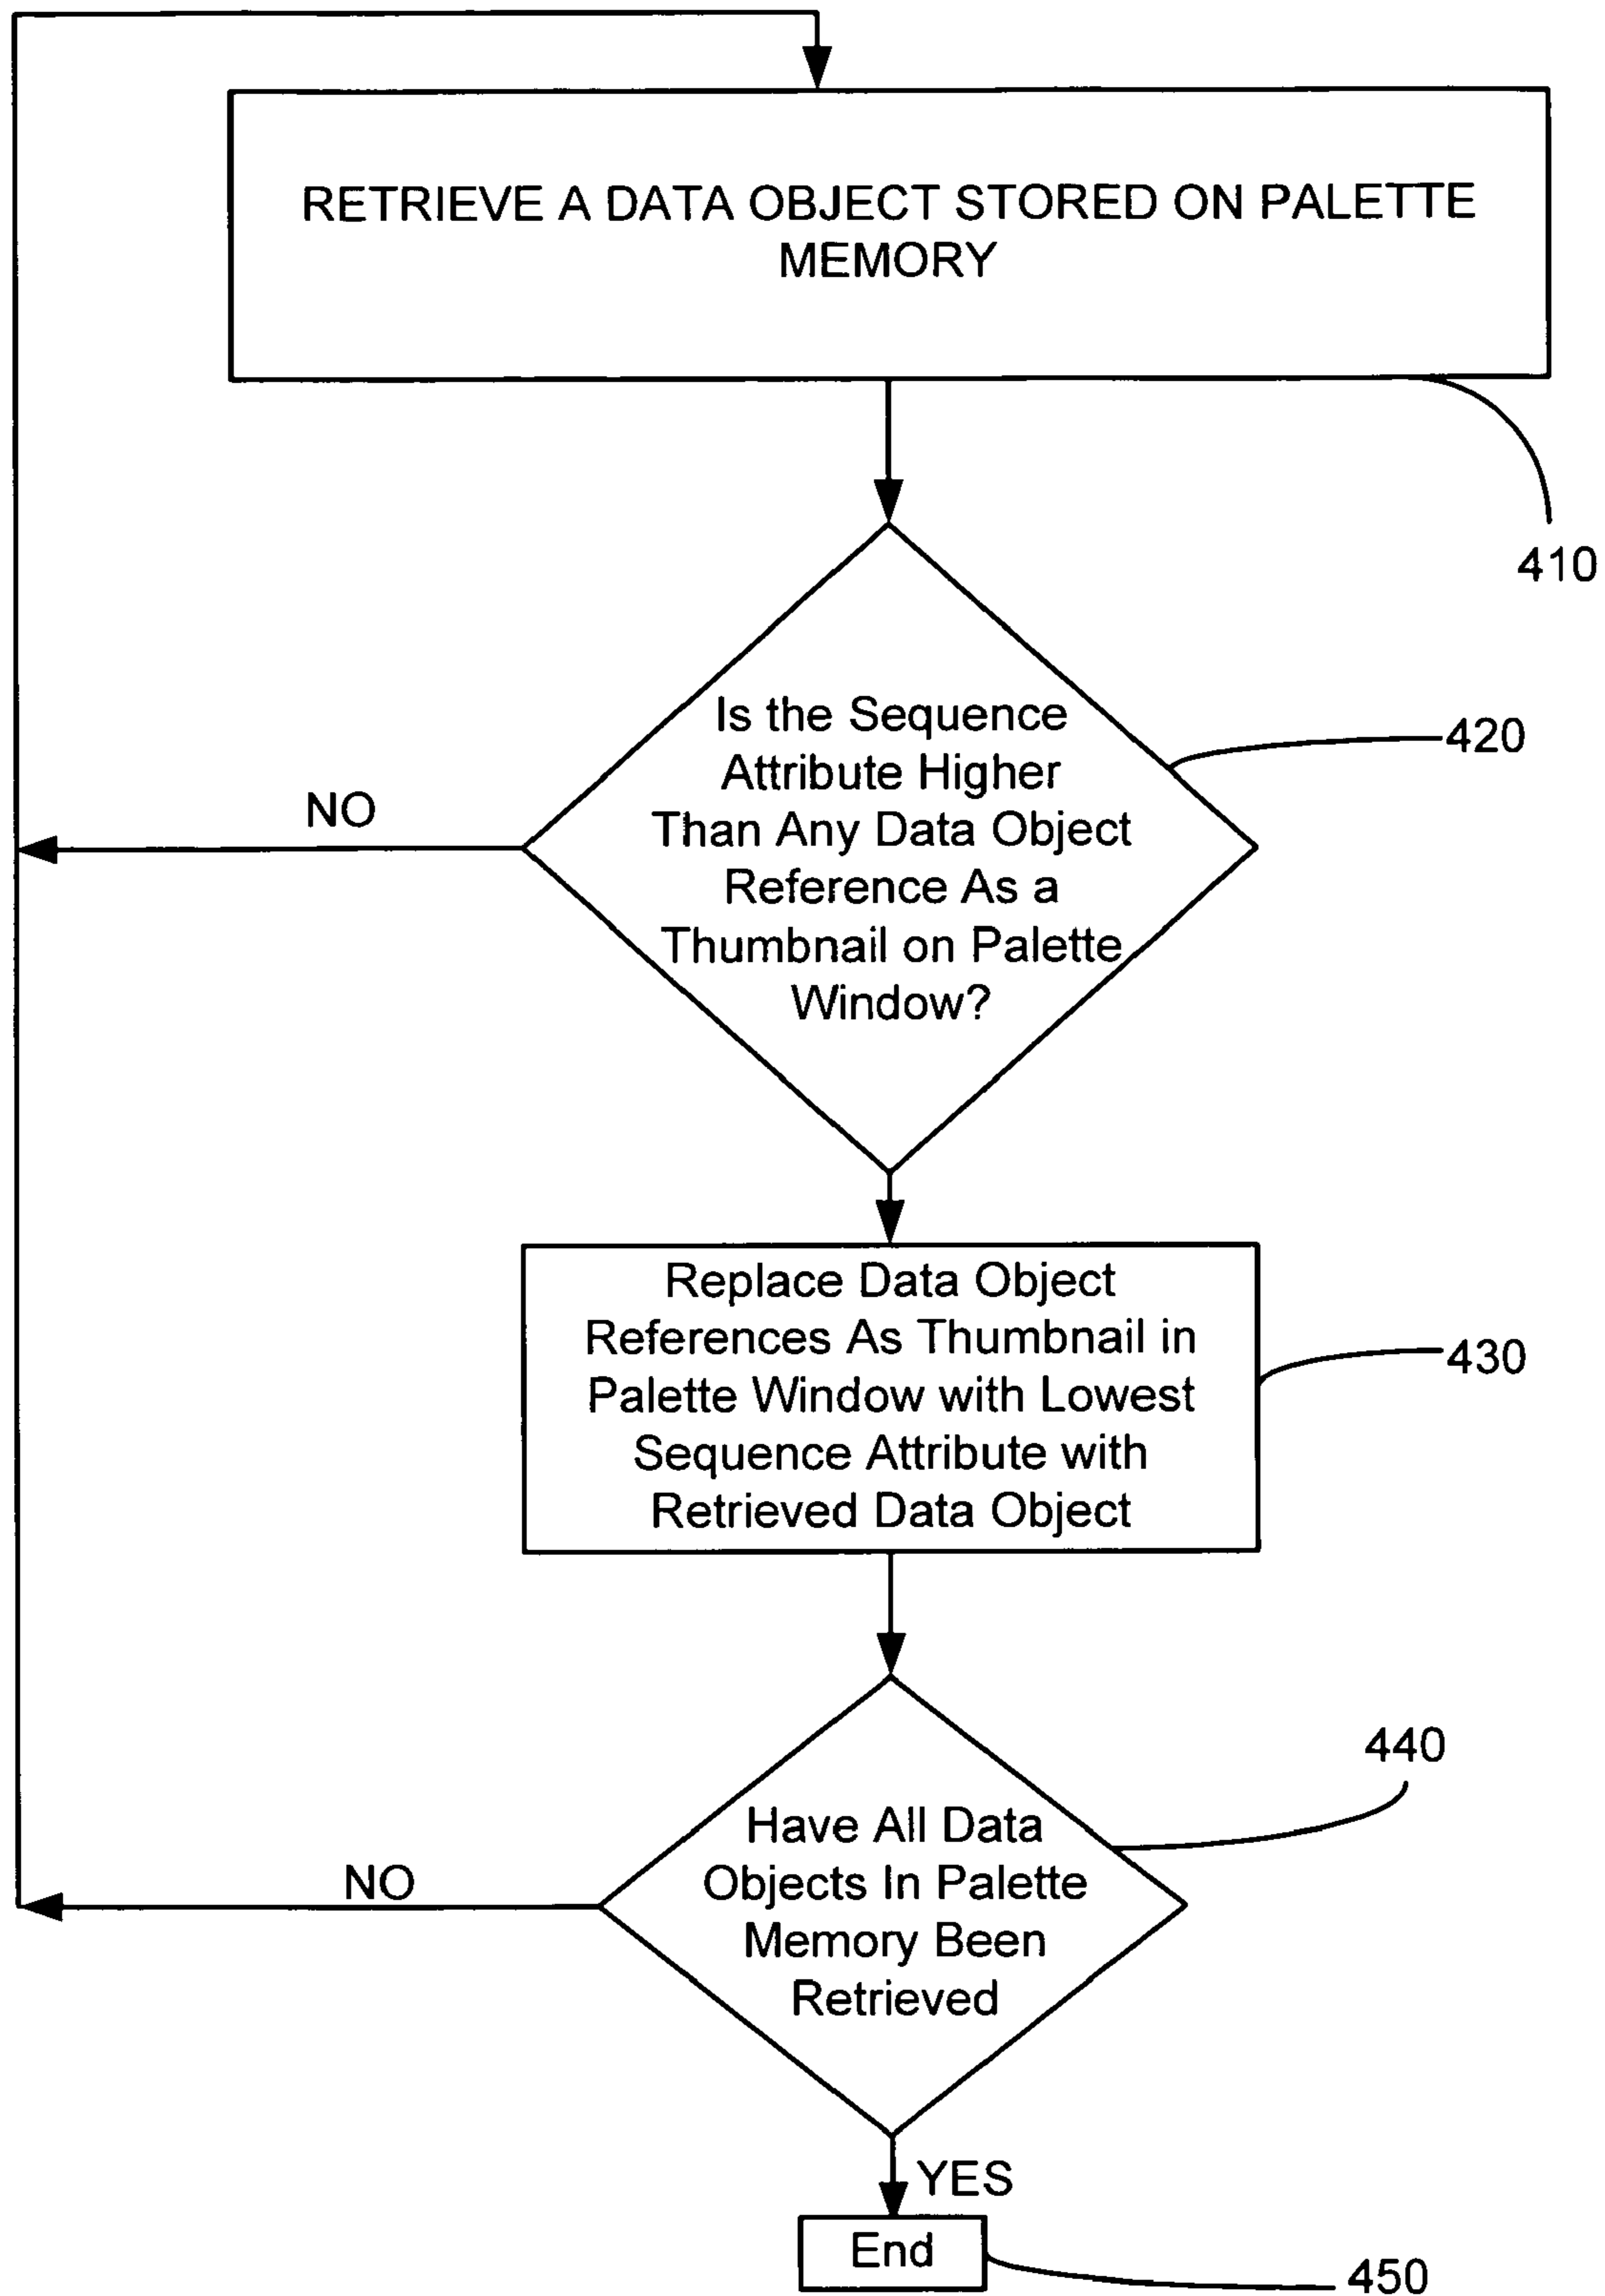 RETRIEVE A DATA OBJECT STORED ON PALETTE
MEMORY
410
Is the Sequence
Attribute Higher
Than Any Data Object
Reference As a
Thumbnail on Palette
Window?
420
NO
Replace Data Object
References As Thumbnail in
Palette Window with Lowest
Sequence Attribute with
Retrieved Data Object
430
440
Have All Data
Objects In Palette
Memory Been
Retrieved
NO
YES
End
450